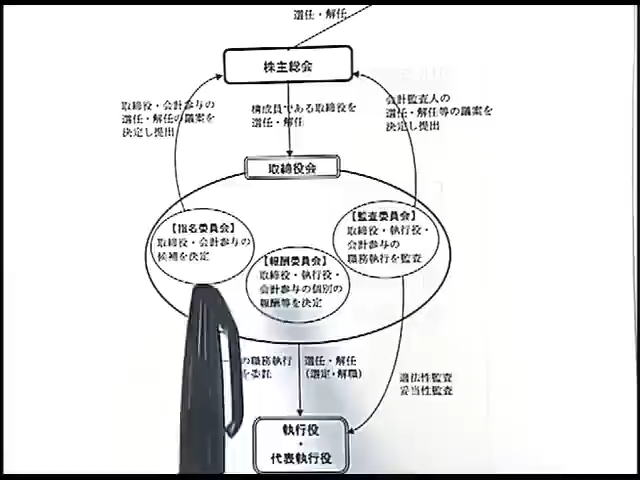 選任・解任
株主総会
取締役・会計参与の
選任・解任の議案を
決定し提出
構成員である取締役を
選任・解任
会計監査人の
選任・解任等の議案を
決定し提出
取締役会
【指名委員会】
取締役・会計参与の
候補を決定
【報酬委員会】
取締役・執行役・
会計参与の個別の
報酬等を決定
【監査委員会】
取締役・執行役・
会計参与の
職務執行を監査
の職務執行
を委託
選任・解任
(選定・解職)
適法性監査
妥当性監査
執行役
・
代表執行役